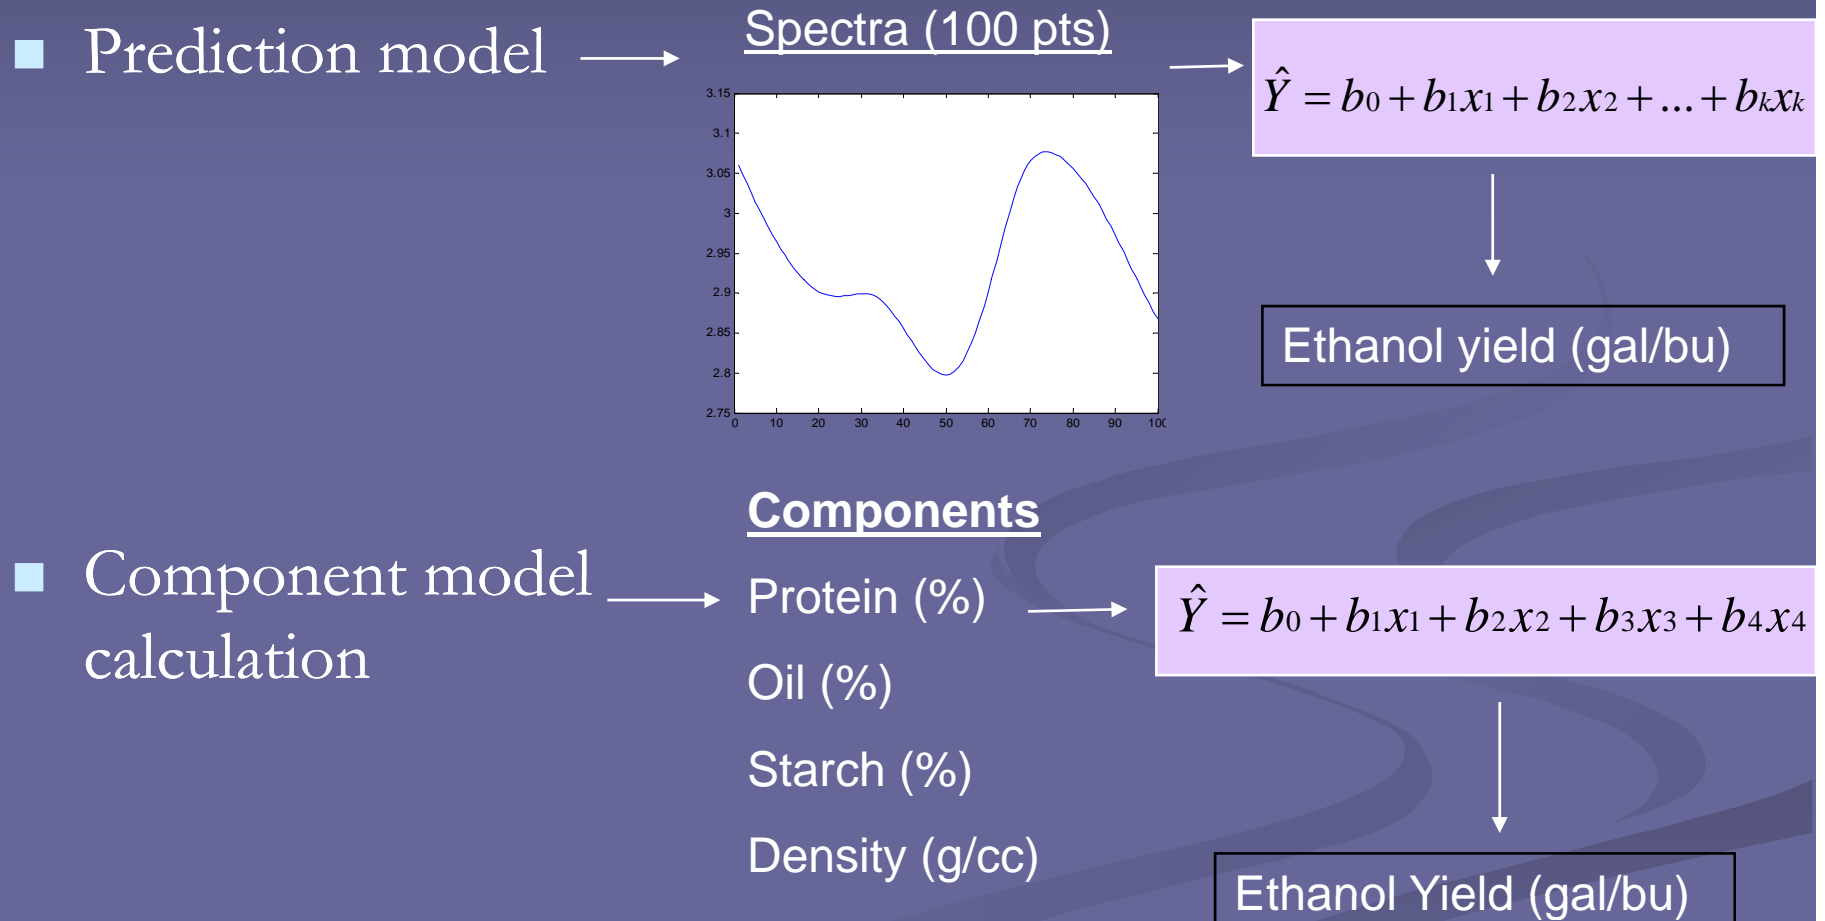 Prediction model
Spectra (100 pts)
Ŷ = b0 + b1x1 + b2x2 + ... + bkxk
3.15
3.1
3.05
3
2.95
2.9
2.85
2.8
2.75
0 10 20 30 40 50 60 70 80 90 100
Ethanol yield (gal/bu)
Component model
calculation
Components
Protein (%)
Oil (%)
Starch (%)
Density (g/cc)
Ŷ = b0 + b1x1 + b2x2 + b3x3 + b4x4
Ethanol Yield (gal/bu)